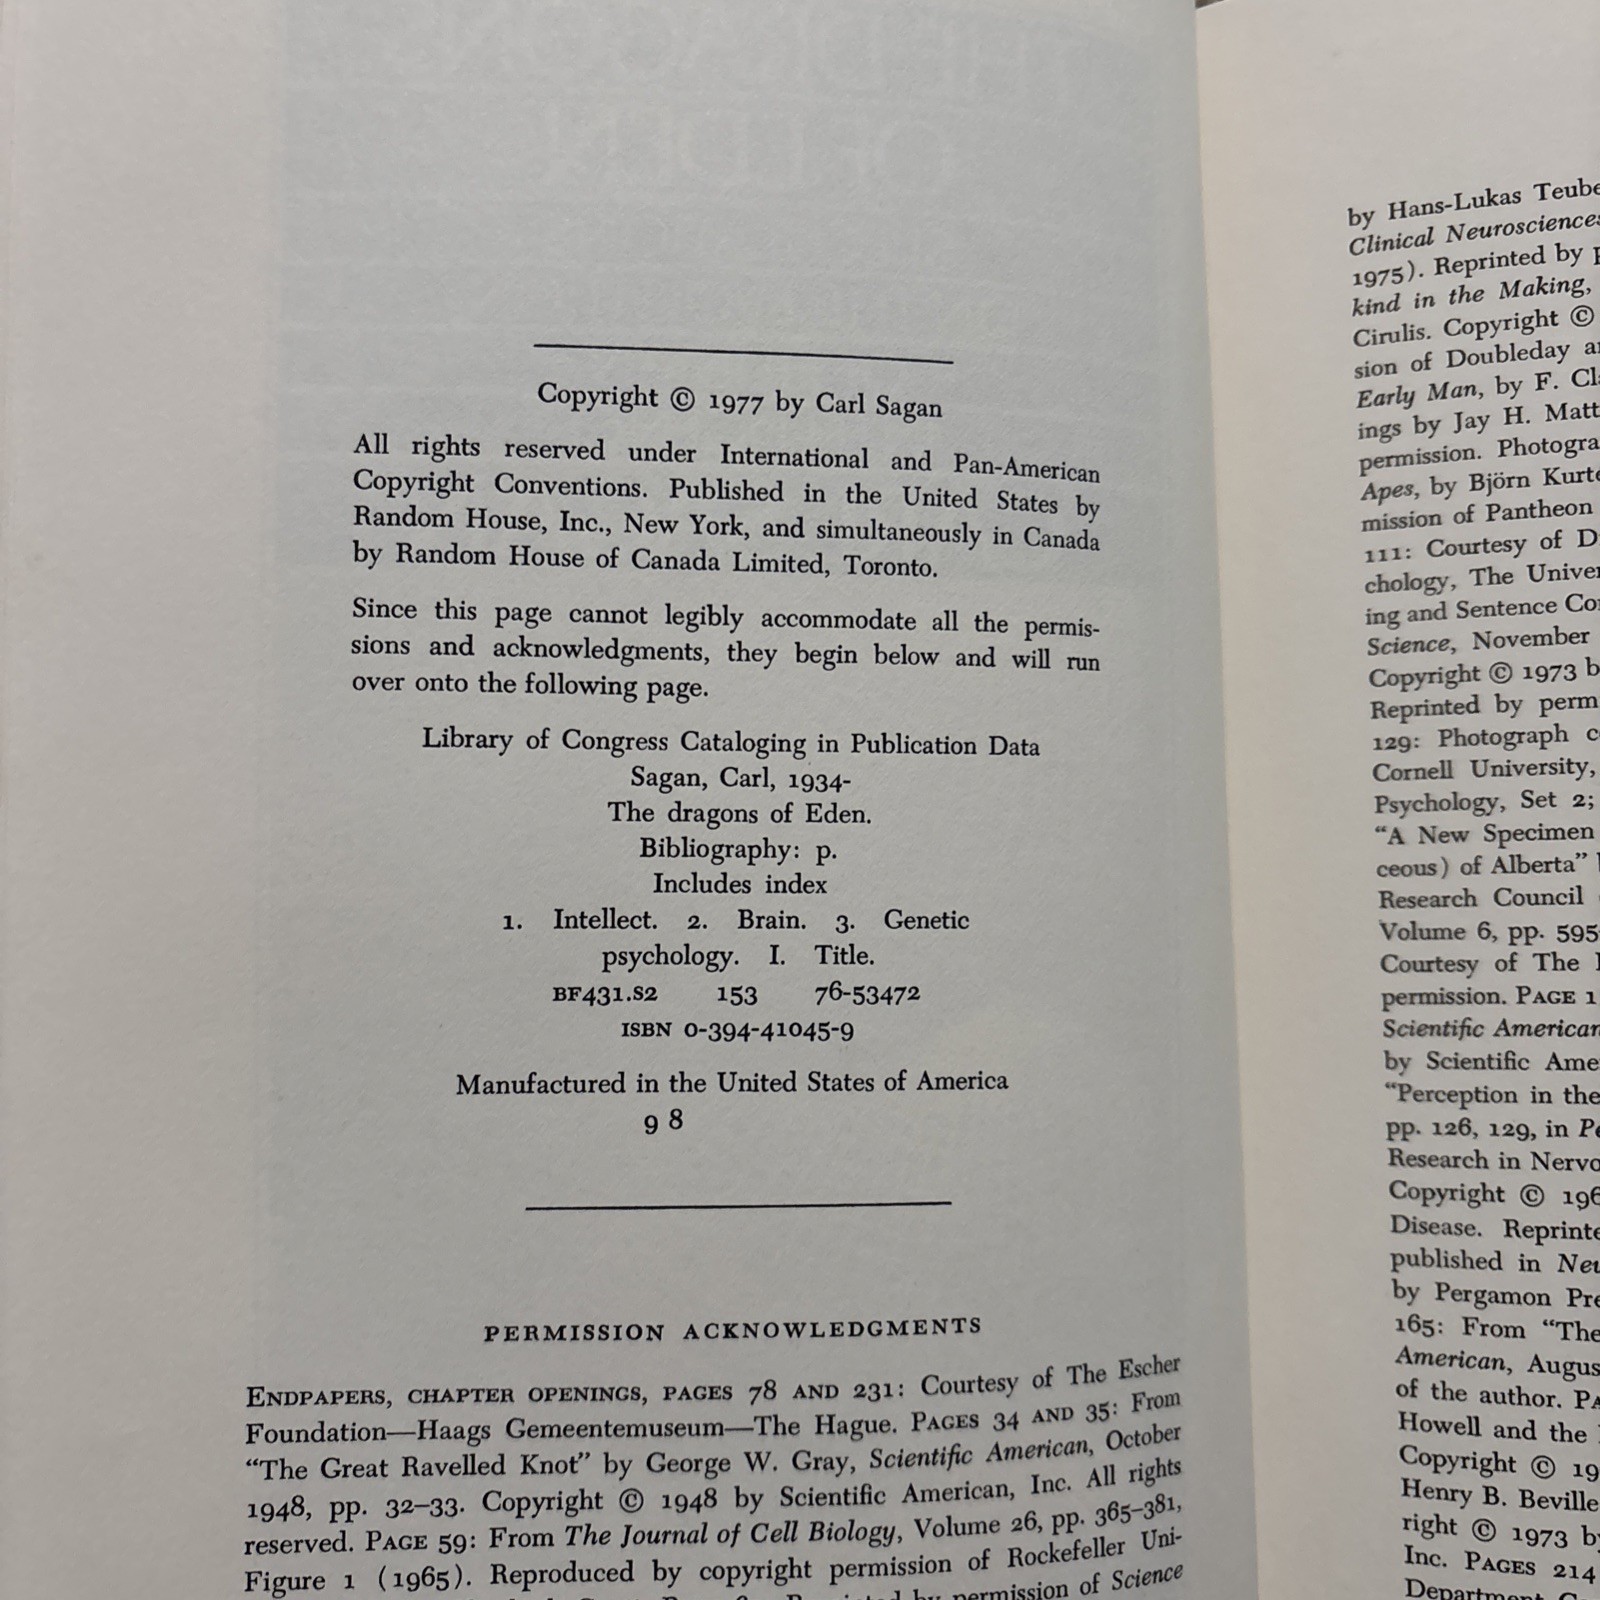 Copyright © 1977 by Carl Sagan
All rights reserved under International and Pan-American
Copyright Conventions. Published in the United States by
Random House, Inc., New York, and simultaneously in Canada
by Random House of Canada Limited, Toronto.
Since this page cannot legibly accommodate all the permis-
sions and acknowledgments, they begin below and will run
over onto the following page.
Library of Congress Cataloging in Publication Data
Sagan, Carl, 1934-
The dragons of Eden.
Bibliography: p.
Includes index
1. Intellect. 2. Brain. 3. Genetic
psychology. I. Title.
BF431.S2 153 76-53472
ISBN 0-394-41045-9
Manufactured in the United States of America
9 8
PERMISSION ACKNOWLEDGMENTS
ENDPAPERS, CHAPTER OPENINGS, PAGES 78 AND 231: Courtesy of The Escher
Foundation—Haags Gemeentemuseum—The Hague. PAGES 34 AND 35: From
“The Great Ravelled Knot” by George W. Gray, Scientific American, October
1948, pp. 32–33. Copyright © 1948 by Scientific American, Inc. All rights
reserved. PAGE 59: From The Journal of Cell Biology, Volume 26, pp. 365–381,
Figure 1 (1965). Reproduced by copyright permission of Rockefeller Uni-
by permission of Science
by Hans-Lukas
Clinical Neurosciences
1975). Reprinted by
kind in the Making,
Cirulis. Copyright ©
sion of Doubleday
Early Man, by F.
ings by Jay H.
permission.
Apes, by Björn
mission of Pantheon
111: Courtesy of
chology, The
ing and Sentence
Science, November
Copyright © 1973
Reprinted by
129: Photograph
Cornell University,
Psychology, Set 2;
“A New Specimen
ceous) of Alberta”
Research Council
Volume 6, pp. 595
Courtesy of The
permission. PAGE 1
Scientific American
by Scientific
“Perception in the
pp. 126, 129, in
Research in
Copyright © 196
Disease.
published in
by Pergamon
165: From “The
American,
of the author.
Howell and the
Copyright © 19
Henry B.
right © 1973
Inc. PAGES 214